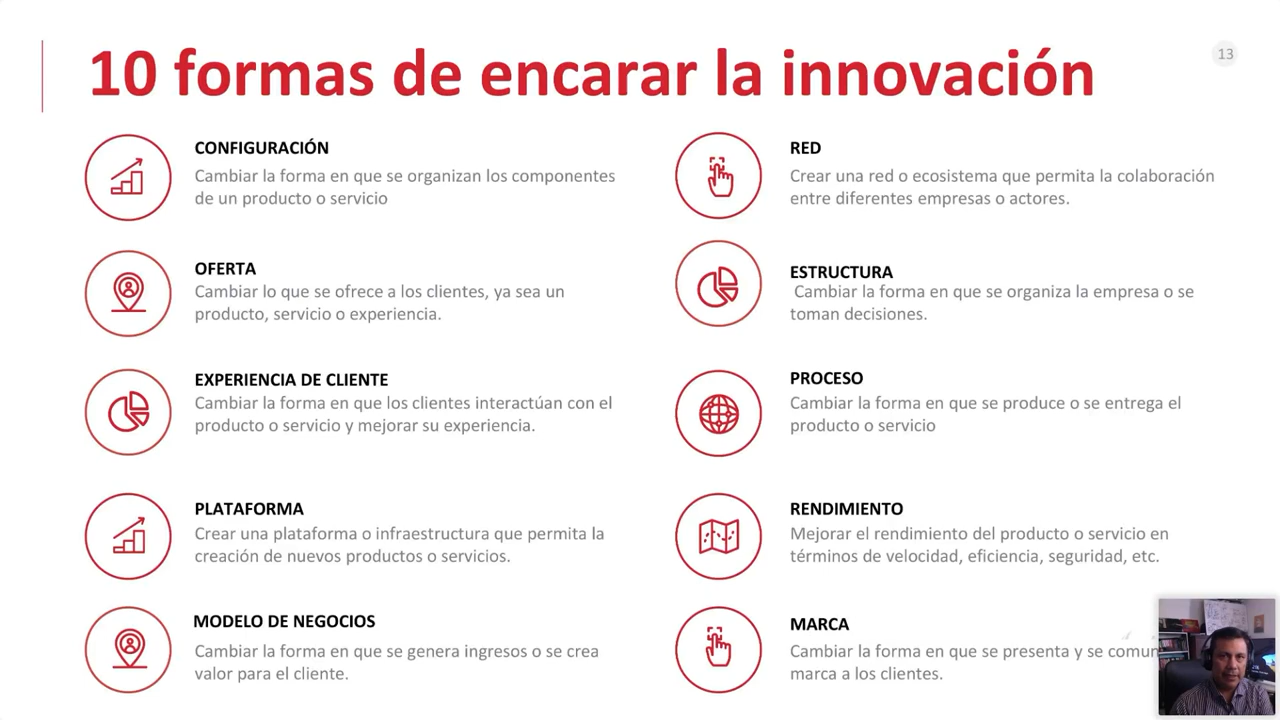 10 formas de encarar la innovación
13
CONFIGURACIÓN
Cambiar la forma en que se organizan los componentes
de un producto o servicio
OFERTA
Cambiar lo que se ofrece a los clientes, ya sea un
producto, servicio o experiencia.
EXPERIENCIA DE CLIENTE
Cambiar la forma en que los clientes interactúan con el
producto o servicio y mejorar su experiencia.
PLATAFORMA
Crear una plataforma o infraestructura que permita la
creación de nuevos productos o servicios.
MODELO DE NEGOCIOS
Cambiar la forma en que se genera ingresos o se crea
valor para el cliente.
RED
Crear una red o ecosistema que permita la colaboración
entre diferentes empresas o actores.
ESTRUCTURA
Cambiar la forma en que se organiza la empresa o se
toman decisiones.
PROCESO
Cambiar la forma en que se produce o se entrega el
producto o servicio
RENDIMIENTO
Mejorar el rendimiento del producto o servicio en
términos de velocidad, eficiencia, seguridad, etc.
MARCA
Cambiar la forma en que se presenta y se
marca a los clientes.